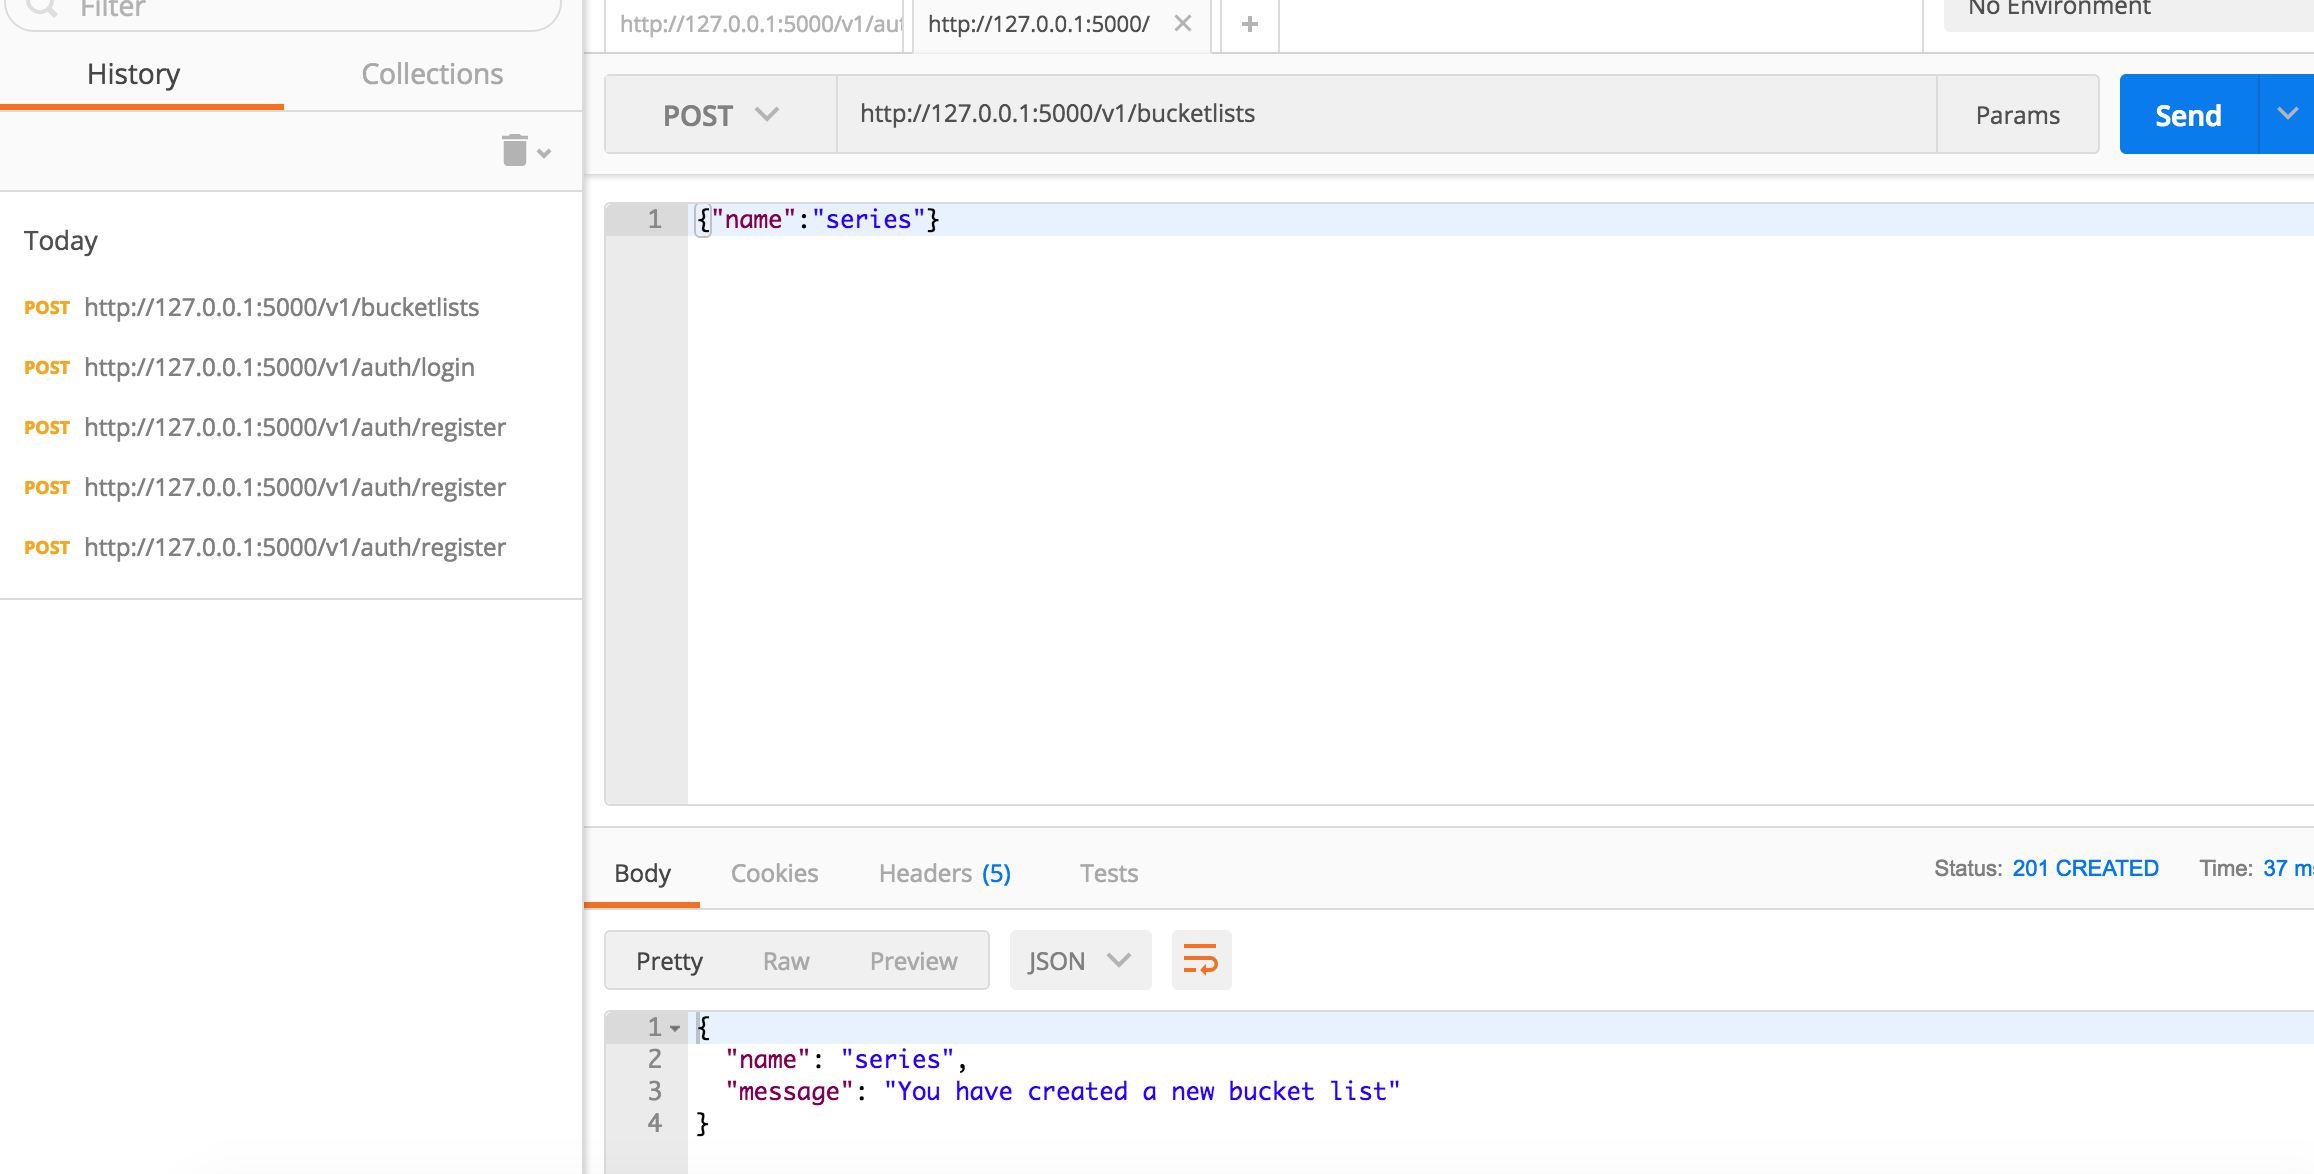 Filter
History Collections
Today
POST http://127.0.0.1:5000/v1/bucketlists
POST http://127.0.0.1:5000/v1/auth/login
POST http://127.0.0.1:5000/v1/auth/register
POST http://127.0.0.1:5000/v1/auth/register
POST http://127.0.0.1:5000/v1/auth/register
http://127.0.0.1:5000/v1/aut http://127.0.0.1:5000/ No Environment
POST http://127.0.0.1:5000/v1/bucketlists Params Send
1 {"name":"series"}
Body Cookies Headers (5) Tests Status: 201 CREATED Time: 37 ms
Pretty Raw Preview JSON
1 {
2 "name": "series",
3 "message": "You have created a new bucket list"
4 }